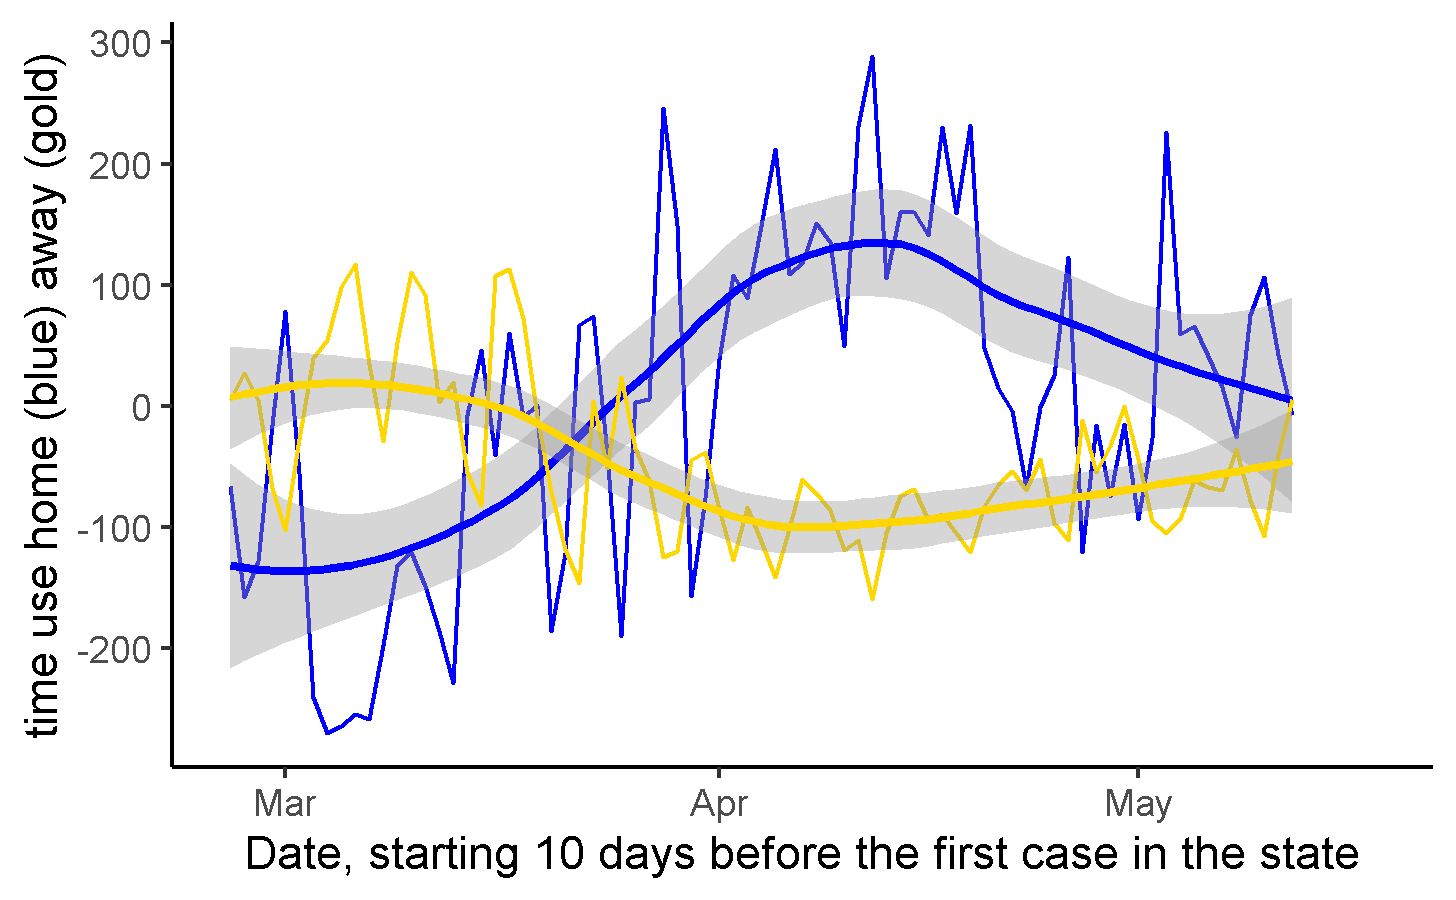 time use home (blue) away (gold)
300
200
100
0
-100
-200
Mar Apr May
Date, starting 10 days before the first case in the state